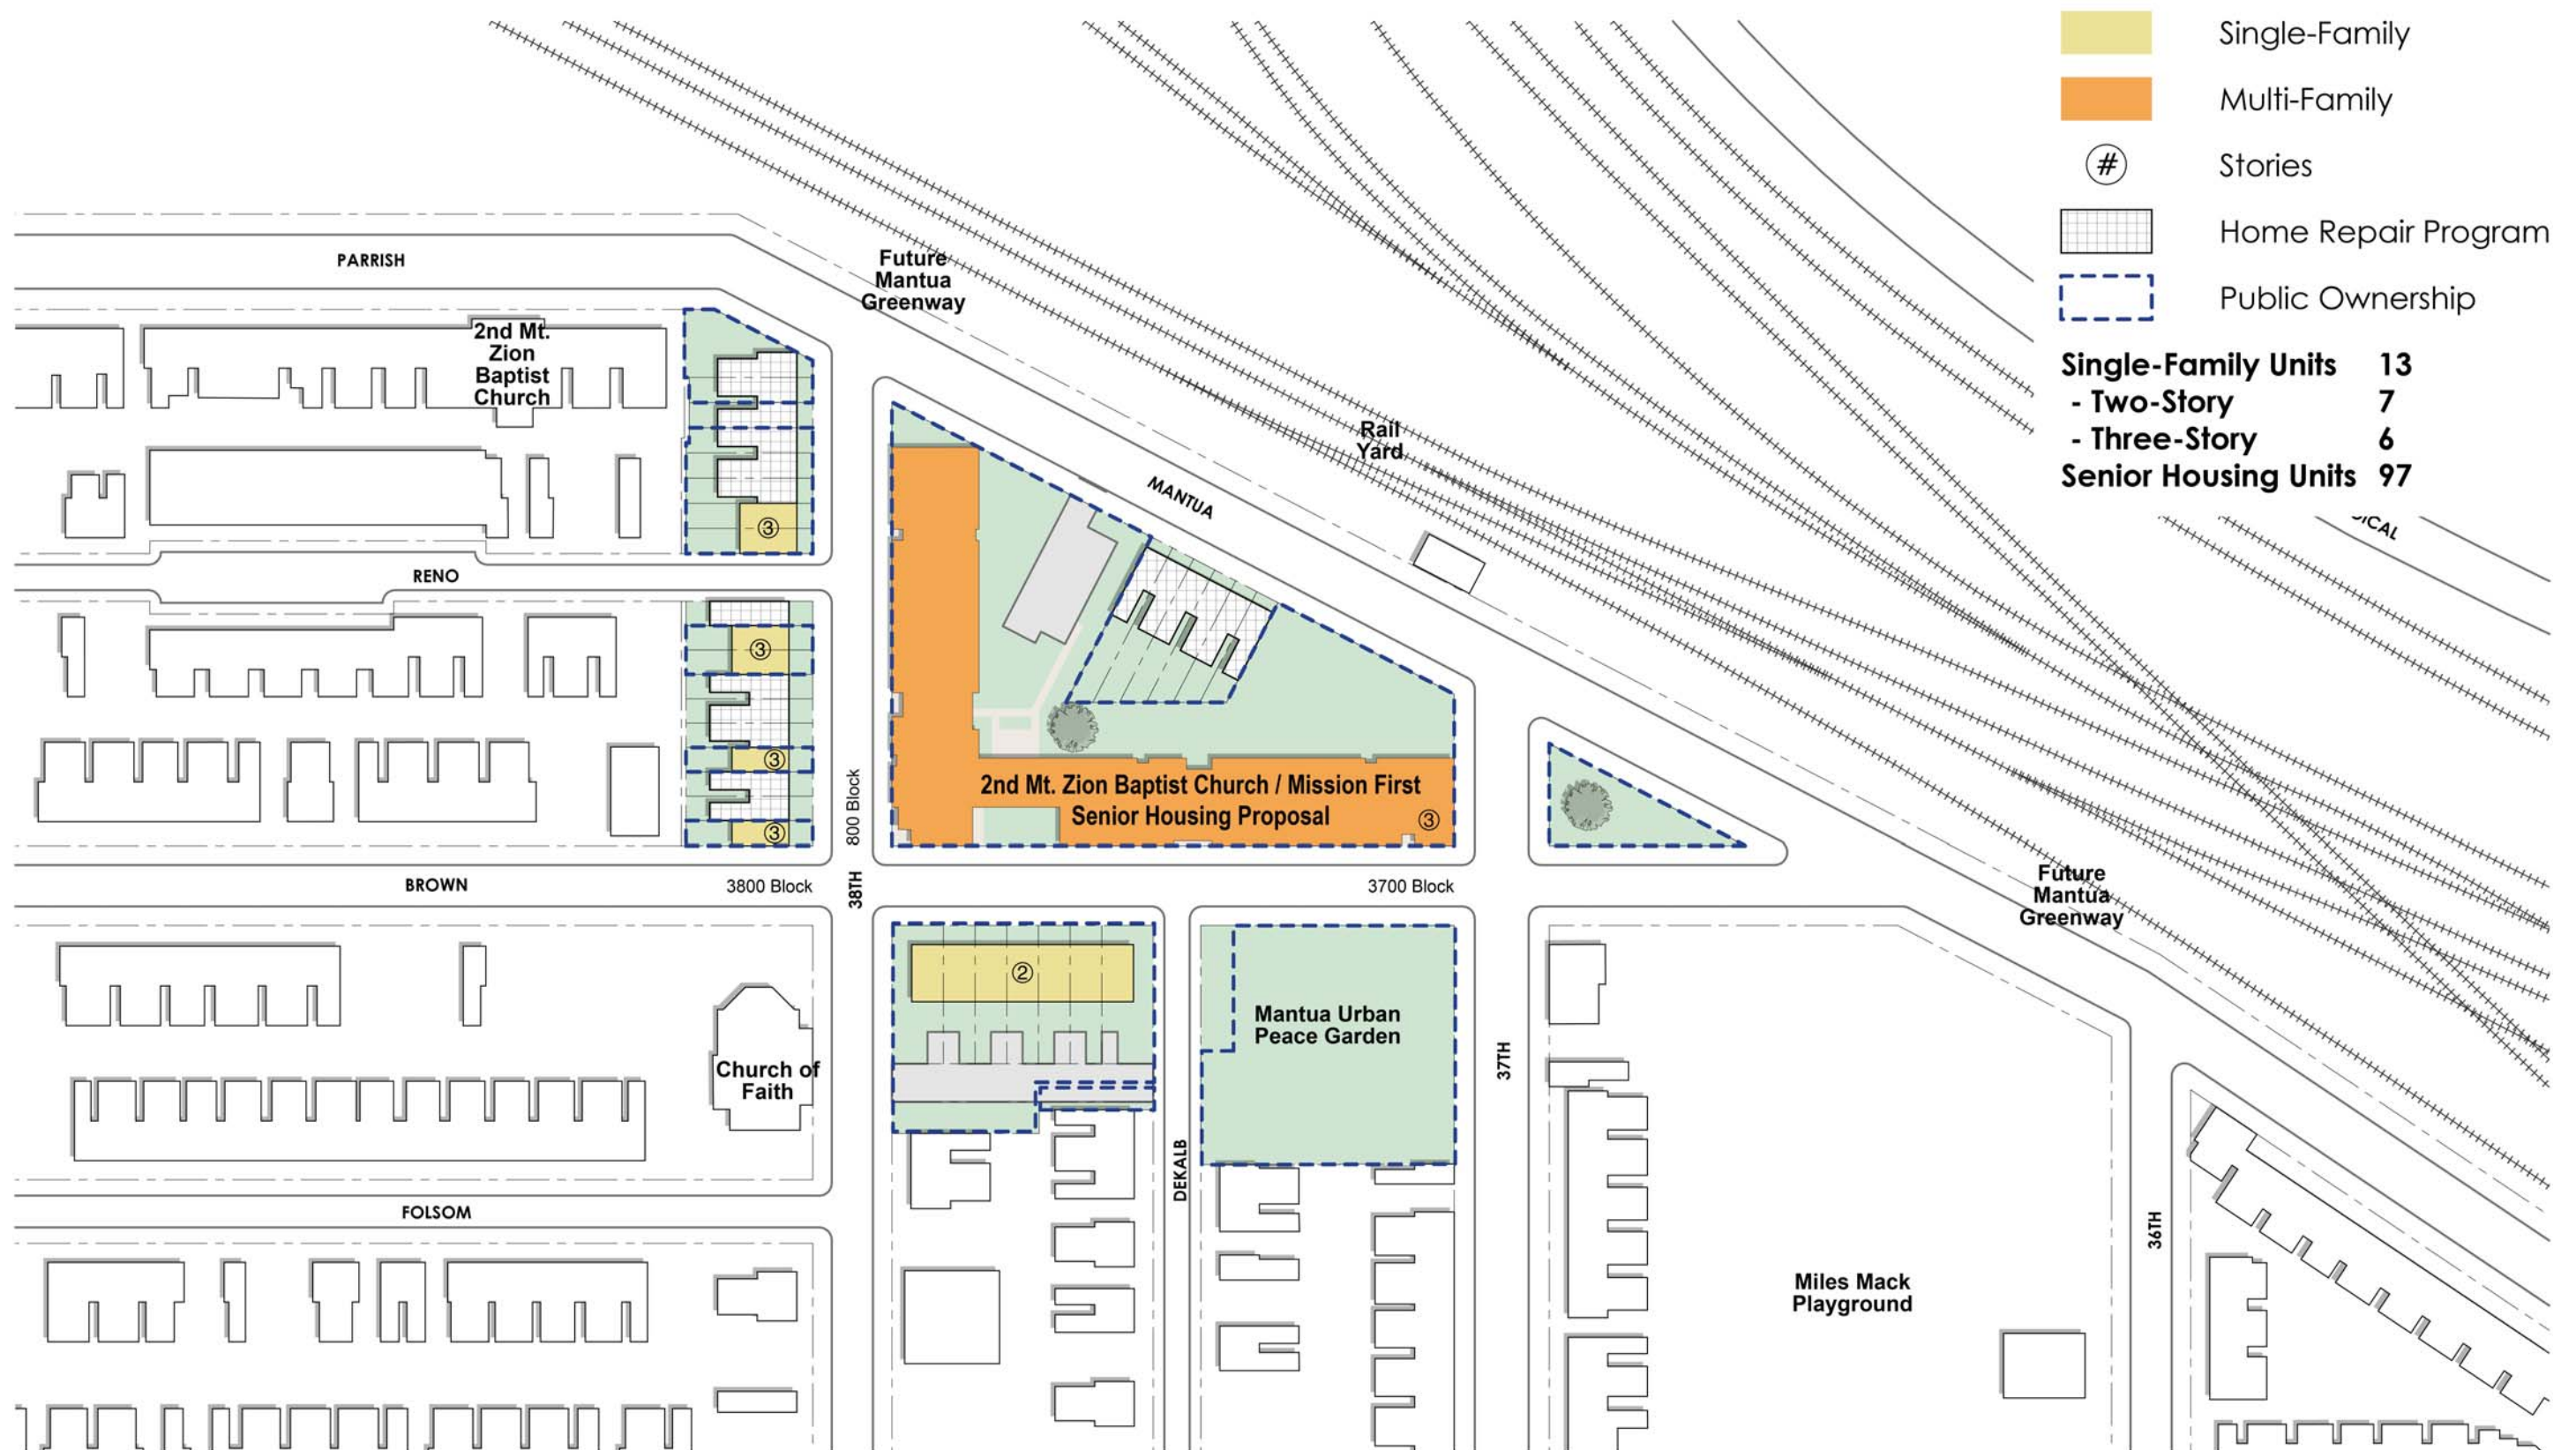 Single-Family
Multi-Family
# Stories
Home Repair Program
Public Ownership
Single-Family Units 13
- Two-Story 7
- Three-Story 6
Senior Housing Units 97
PARRISH
Future
Mantua
Greenway
2nd Mt.
Zion
Baptist
Church
Rail
Yard
MANTUA
3
RENO
3
3
3
800 Block
2nd Mt. Zion Baptist Church / Mission First
Senior Housing Proposal
3
BROWN
3800 Block
38TH
3700 Block
Future
Mantua
Greenway
2
Mantua Urban
Peace Garden
Church of
Faith
37TH
DEKALB
FOLSOM
36TH
Miles Mack
Playground